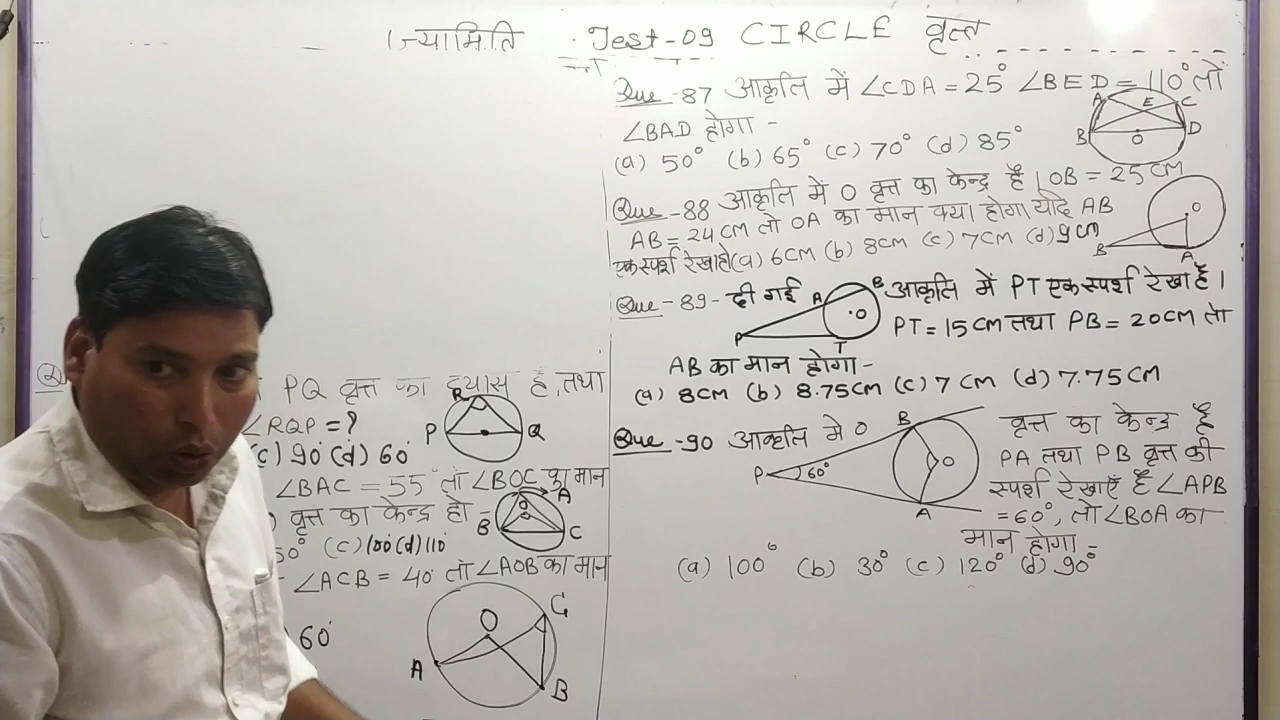 ज्यामिति Test-09 CIRCLE वृत्त
PQ वृत्त का व्यास है, तथा
∠RQP = ?
(c) 90° (d) 60°
R
P Q
∠BAC = 55° तो ∠BOC का मान
वृत्त का केन्द्र हो -
50° (c) 100° (d) 110°
A
O
B C
∠ACB = 40° तो ∠AOB का मान
60°
O C
A
B
Que -87 आकृति में ∠CDA = 25° ∠BED = 110° तों
∠BAD होगा -
(a) 50° (b) 65° (c) 70° (d) 85°
A E C
B D
O
Que -88 आकृति में O वृत्त का केन्द्र है । OB = 25 CM
AB = 24 CM तो OA का मान क्या होगा यदि AB
एक स्पर्श रेखा हो (a) 6CM (b) 8CM (c) 7CM (d) 9CM
O
B A
Que -89- दी गई आकृति में PT एक स्पर्श रेखा है ।
PT = 15 CM तथा PB = 20CM तो
A B
O
P T
AB का मान होगा -
(a) 8CM (b) 8.75CM (c) 7 CM (d) 7.75 CM
Que -90 आकृति मे O वृत्त का केन्द्र है
PA तथा PB वृत्त की
स्पर्श रेखाएँ है ∠APB
= 60°, तो ∠BOA का
मान होगा -
B
P 60° O
A
(a) 100° (b) 30° (c) 120° (d) 90°